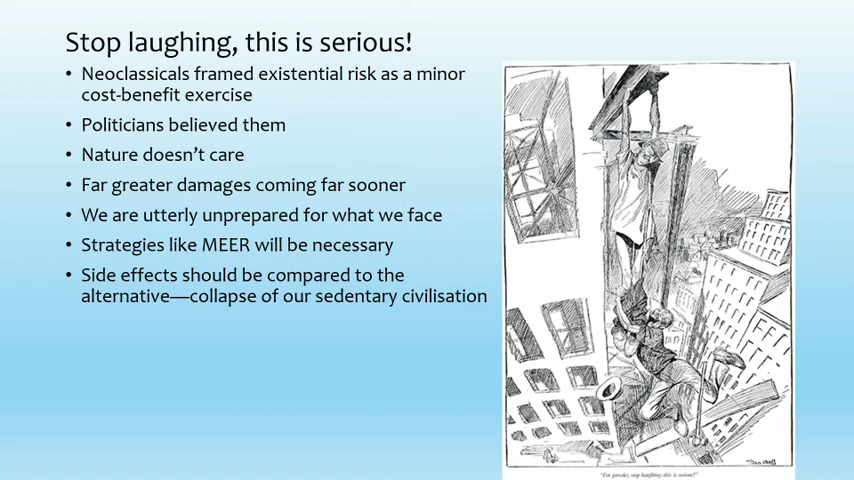 Stop laughing, this is serious!
• Neoclassicals framed existential risk as a minor
cost-benefit exercise
• Politicians believed them
• Nature doesn't care
• Far greater damages coming far sooner
• We are utterly unprepared for what we face
• Strategies like MEER will be necessary
• Side effects should be compared to the
alternative—collapse of our sedentary civilisation
"For gorsake, stop laughing: this is serious!"